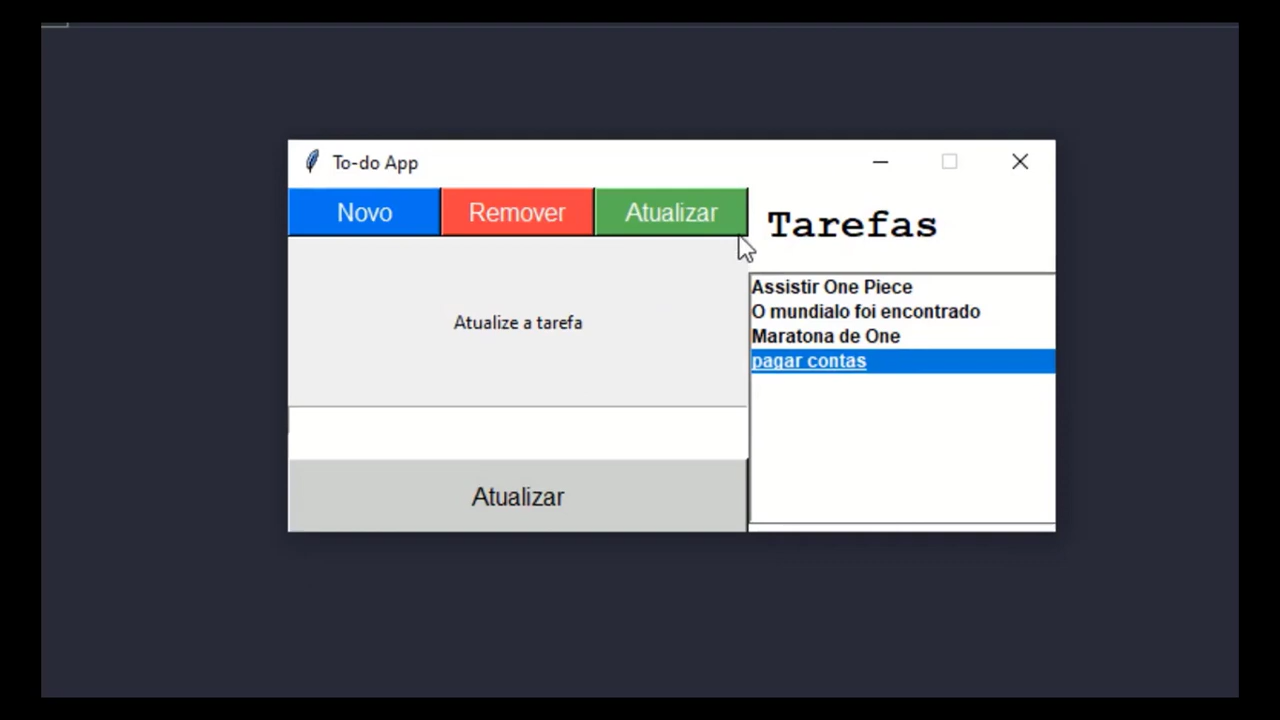 To-do App
Novo
Remover
Atualizar
Tarefas
Atualize a tarefa
Atualizar
Assistir One Piece
O mundialo foi encontrado
Maratona de One
pagar contas